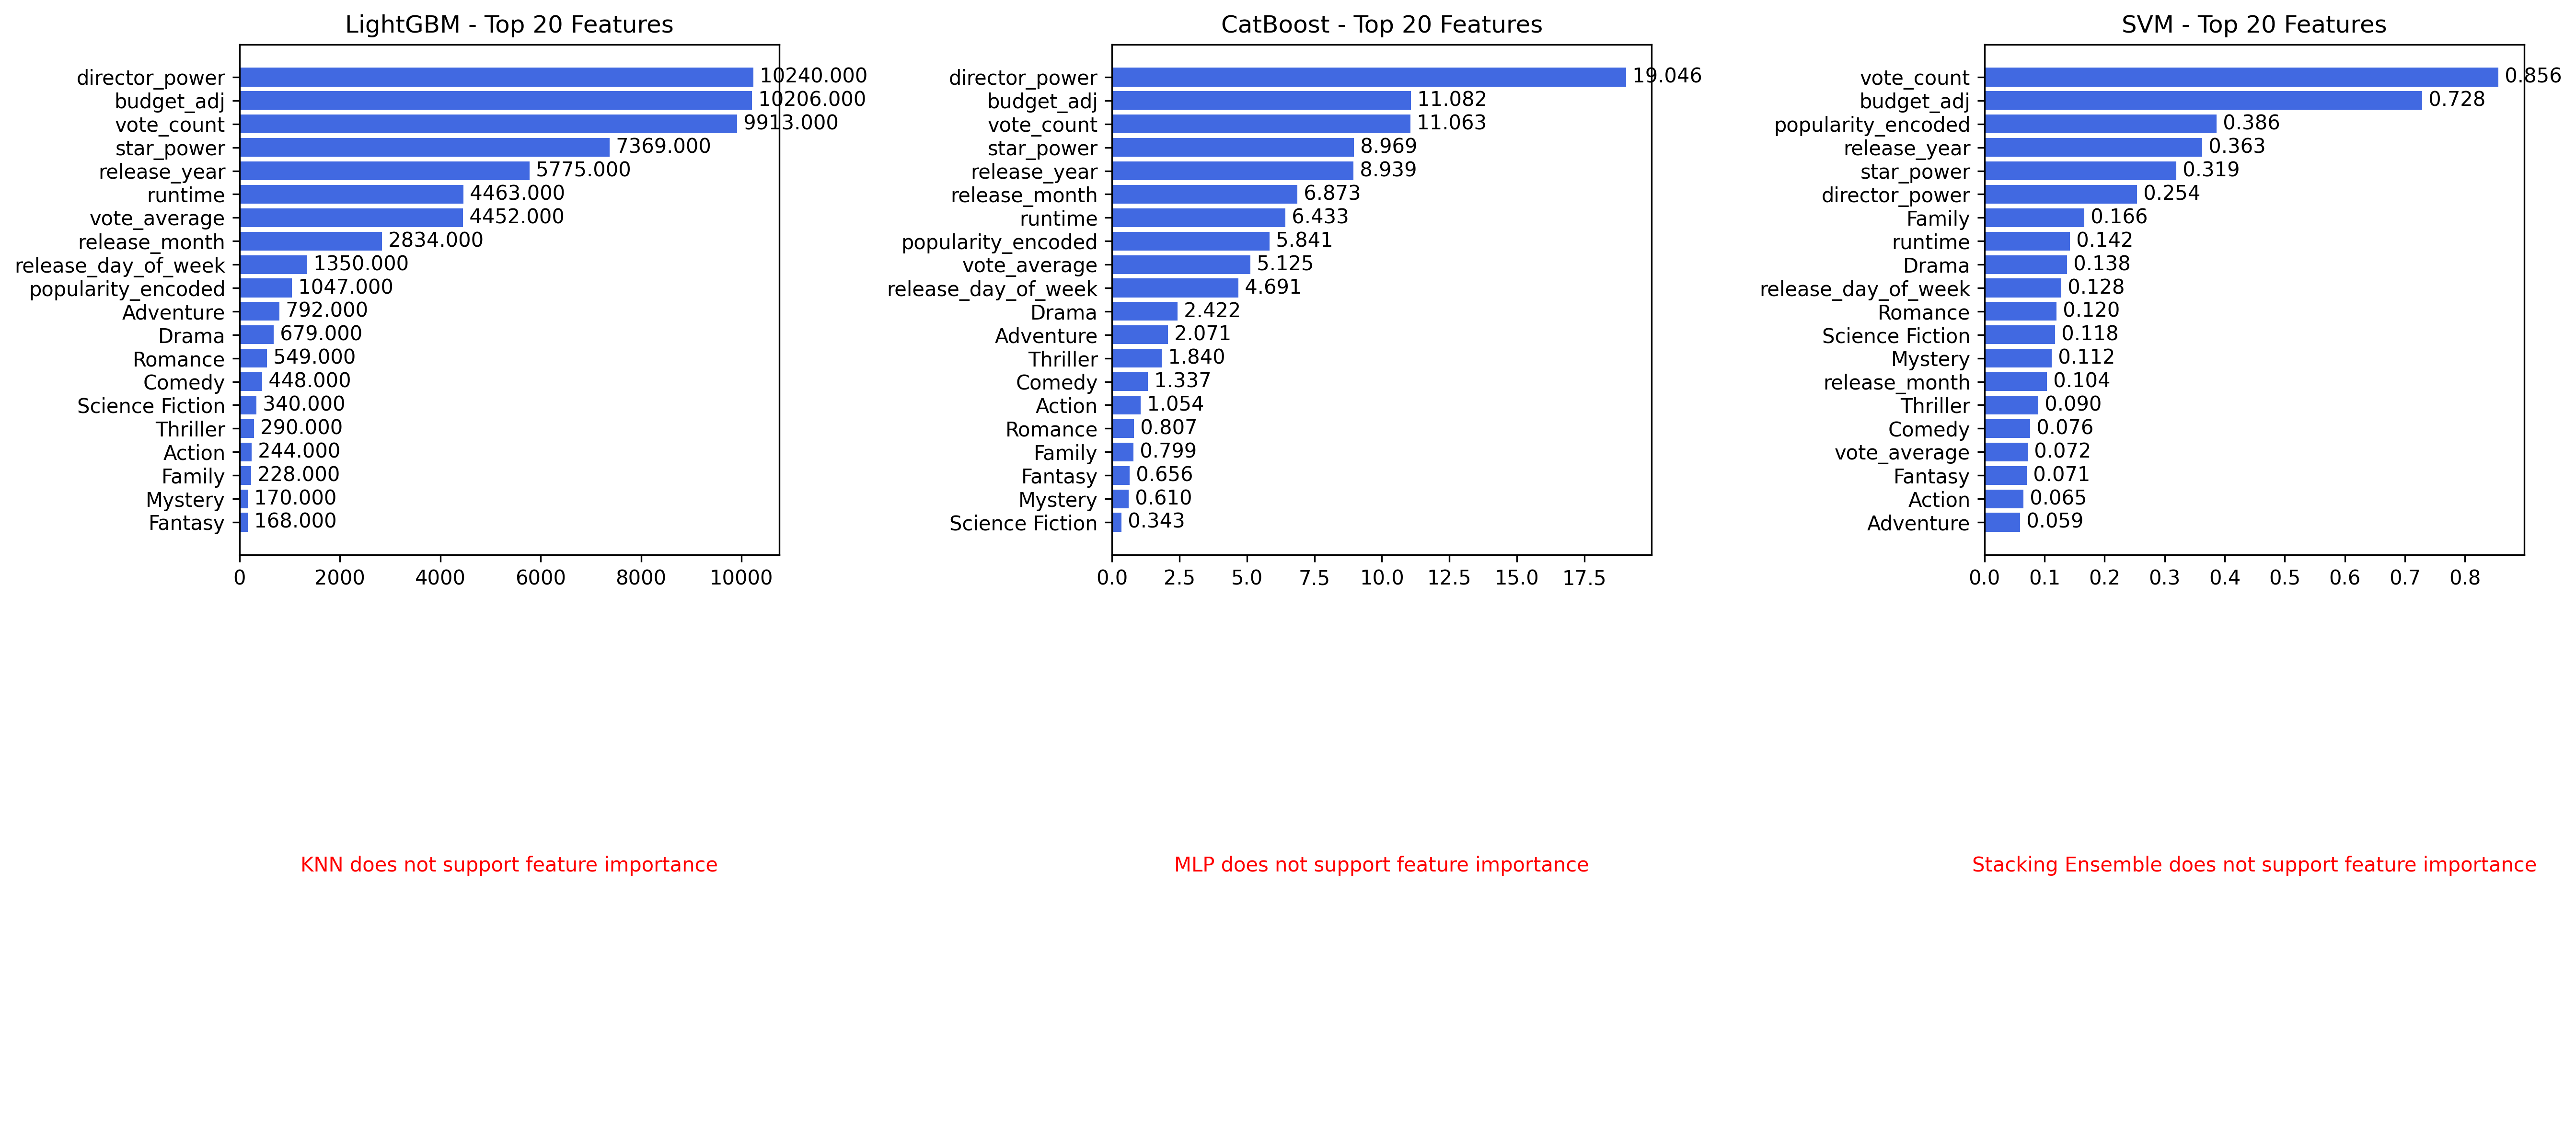 LightGBM - Top 20 Features
director_power 10240.000
budget_adj 10206.000
vote_count 9913.000
star_power 7369.000
release_year 5775.000
runtime 4463.000
vote_average 4452.000
release_month 2834.000
release_day_of_week 1350.000
popularity_encoded 1047.000
Adventure 792.000
Drama 679.000
Romance 549.000
Comedy 448.000
Science Fiction 340.000
Thriller 290.000
Action 244.000
Family 228.000
Mystery 170.000
Fantasy 168.000
0 2000 4000 6000 8000 10000
CatBoost - Top 20 Features
director_power 19.046
budget_adj 11.082
vote_count 11.063
star_power 8.969
release_year 8.939
release_month 6.873
runtime 6.433
popularity_encoded 5.841
vote_average 5.125
release_day_of_week 4.691
Drama 2.422
Adventure 2.071
Thriller 1.840
Comedy 1.337
Action 1.054
Romance 0.807
Family 0.799
Fantasy 0.656
Mystery 0.610
Science Fiction 0.343
0.0 2.5 5.0 7.5 10.0 12.5 15.0 17.5
SVM - Top 20 Features
vote_count 0.856
budget_adj 0.728
popularity_encoded 0.386
release_year 0.363
star_power 0.319
director_power 0.254
Family 0.166
runtime 0.142
Drama 0.138
release_day_of_week 0.128
Romance 0.120
Science Fiction 0.118
Mystery 0.112
release_month 0.104
Thriller 0.090
Comedy 0.076
vote_average 0.072
Fantasy 0.071
Action 0.065
Adventure 0.059
0.0 0.1 0.2 0.3 0.4 0.5 0.6 0.7 0.8
KNN does not support feature importance
MLP does not support feature importance
Stacking Ensemble does not support feature importance